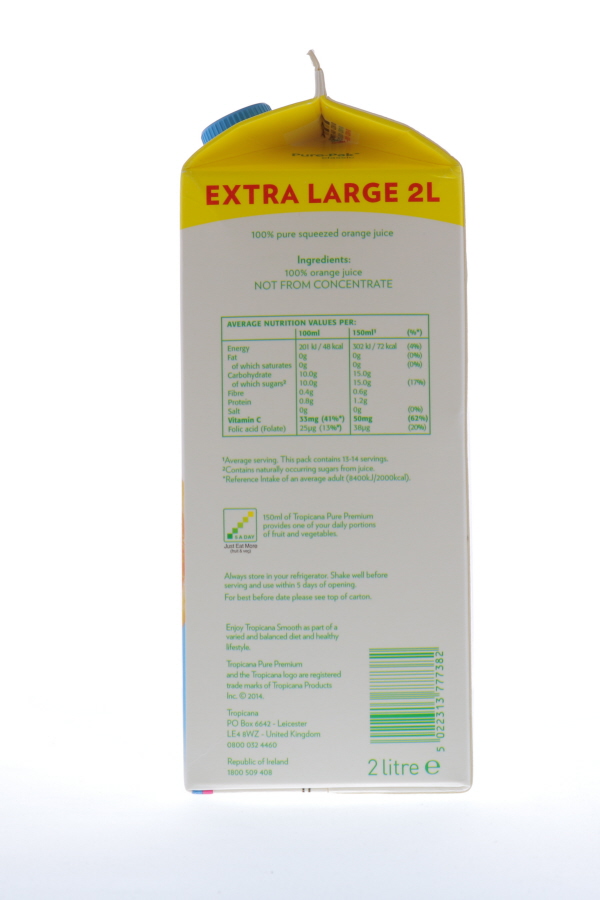 Pure-Pak
EXTRA LARGE 2L
100% pure squeezed orange juice
Ingredients:
100% orange juice
NOT FROM CONCENTRATE
AVERAGE NUTRITION VALUES PER:
100ml 150ml¹ (%*)
Energy 201 kJ / 48 kcal 302 kJ / 72 kcal (4%)
Fat 0g 0g (0%)
of which saturates 0g 0g (0%)
Carbohydrate 10.0g 15.0g
of which sugars² 10.0g 15.0g (17%)
Fibre 0.4g 0.6g
Protein 0.8g 1.2g
Salt 0g 0g (0%)
Vitamin C 33mg (41%*) 50mg (62%)
Folic acid (Folate) 25µg (13%*) 38µg (20%)
¹Average serving. This pack contains 13-14 servings.
²Contains naturally occurring sugars from juice.
*Reference Intake of an average adult (8400kJ/2000kcal).
5 A DAY
Just Eat More
(fruit & veg)
150ml of Tropicana Pure Premium
provides one of your daily portions
of fruit and vegetables.
Always store in your refrigerator. Shake well before
serving and use within 5 days of opening.
For best before date please see top of carton.
Enjoy Tropicana Smooth as part of a
varied and balanced diet and healthy
lifestyle.
Tropicana Pure Premium
and the Tropicana logo are registered
trade marks of Tropicana Products
Inc. © 2014.
Tropicana
PO Box 6642 - Leicester
LE4 8WZ - United Kingdom
0800 032 4460
Republic of Ireland
1800 509 408
5 022313 777382
2 litre ℮